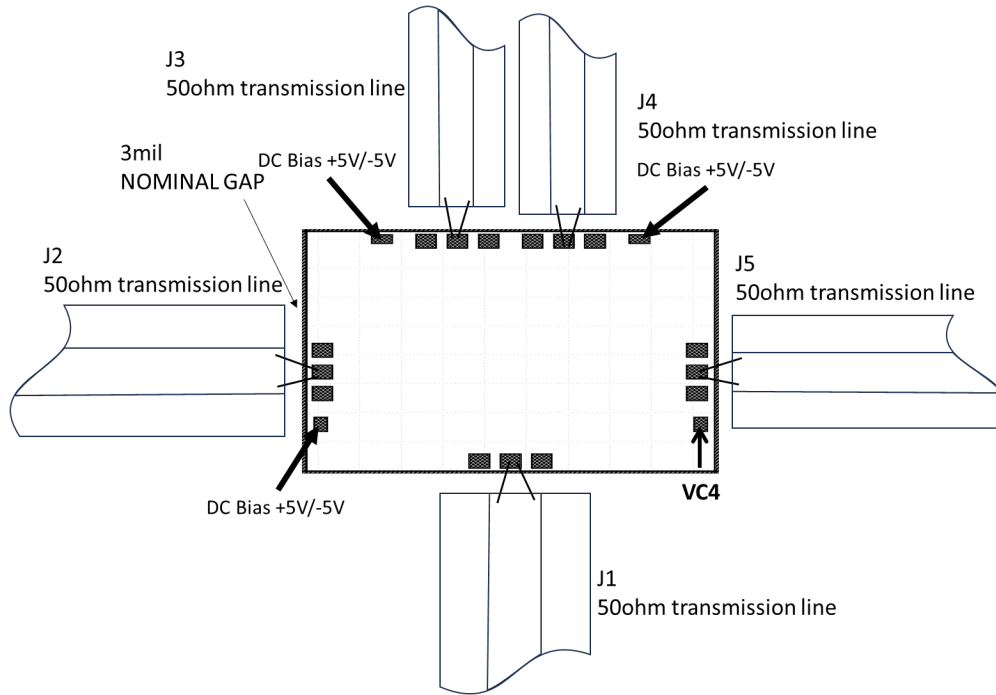 J3
50ohm transmission line
J4
50ohm transmission line
3mil
NOMINAL GAP
DC Bias +5V/-5V
DC Bias +5V/-5V
J2
50ohm transmission line
J5
50ohm transmission line
DC Bias +5V/-5V
VC4
J1
50ohm transmission line